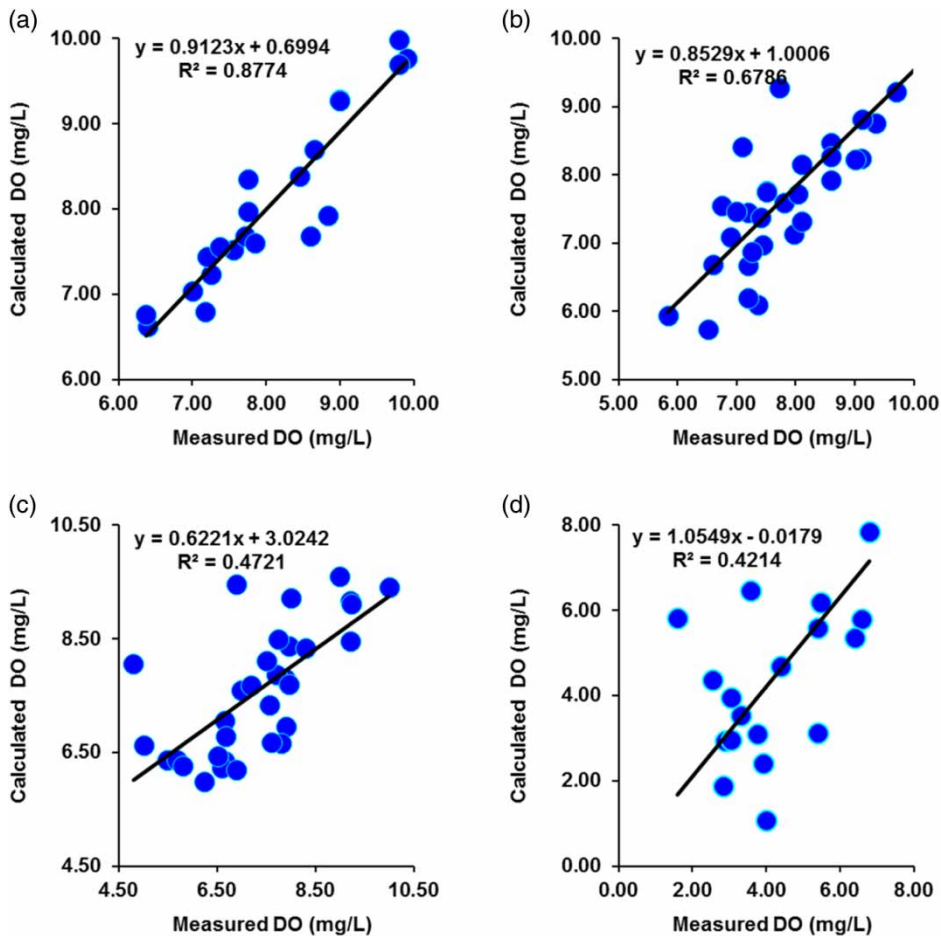 (a)
y = 0.9123x + 0.6994
R² = 0.8774
Calculated DO (mg/L)
10.00
9.00
8.00
7.00
6.00
6.00 7.00 8.00 9.00 10.00
Measured DO (mg/L)
(b)
y = 0.8529x + 1.0006
R² = 0.6786
Calculated DO (mg/L)
10.00
9.00
8.00
7.00
6.00
5.00
5.00 6.00 7.00 8.00 9.00 10.00
Measured DO (mg/L)
(c)
y = 0.6221x + 3.0242
R² = 0.4721
Calculated DO (mg/L)
10.50
8.50
6.50
4.50
4.50 6.50 8.50 10.50
Measured DO (mg/L)
(d)
y = 1.0549x - 0.0179
R² = 0.4214
Calculated DO (mg/L)
8.00
6.00
4.00
2.00
0.00
0.00 2.00 4.00 6.00 8.00
Measured DO (mg/L)